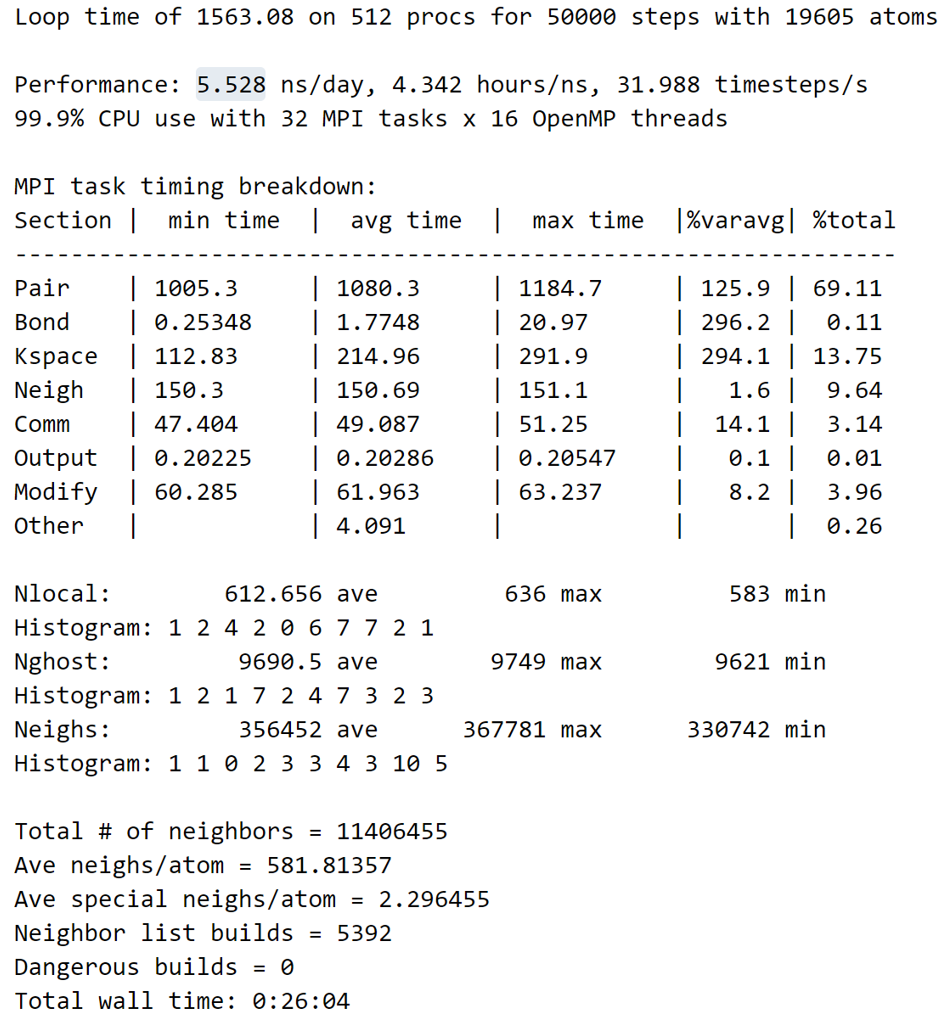 Loop time of 1563.08 on 512 procs for 50000 steps with 19605 atoms
Performance: 5.528 ns/day, 4.342 hours/ns, 31.988 timesteps/s
99.9% CPU use with 32 MPI tasks x 16 OpenMP threads
MPI task timing breakdown:
Section |  min time  |  avg time  |  max time  |%varavg| %total
---------------------------------------------------------------
Pair    | 1005.3     | 1080.3     | 1184.7     | 125.9 | 69.11
Bond    | 0.25348    | 1.7748     | 20.97      | 296.2 |  0.11
Kspace  | 112.83     | 214.96     | 291.9      | 294.1 | 13.75
Neigh   | 150.3      | 150.69     | 151.1      |   1.6 |  9.64
Comm    | 47.404     | 49.087     | 51.25      |  14.1 |  3.14
Output  | 0.20225    | 0.20286    | 0.20547    |   0.1 |  0.01
Modify  | 60.285     | 61.963     | 63.237     |   8.2 |  3.96
Other   |            | 4.091      |            |       |  0.26
Nlocal:        612.656 ave         636 max         583 min
Histogram: 1 2 4 2 0 6 7 7 2 1
Nghost:         9690.5 ave        9749 max        9621 min
Histogram: 1 2 1 7 2 4 7 3 2 3
Neighs:         356452 ave      367781 max      330742 min
Histogram: 1 1 0 2 3 3 4 3 10 5
Total # of neighbors = 11406455
Ave neighs/atom = 581.81357
Ave special neighs/atom = 2.296455
Neighbor list builds = 5392
Dangerous builds = 0
Total wall time: 0:26:04